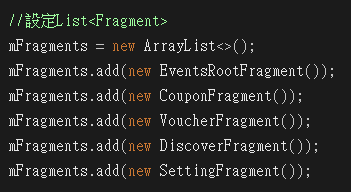 //設定List<Fragment>
mFragments = new ArrayList<>();
mFragments.add(new EventsRootFragment());
mFragments.add(new CouponFragment());
mFragments.add(new VoucherFragment());
mFragments.add(new DiscoverFragment());
mFragments.add(new SettingFragment());